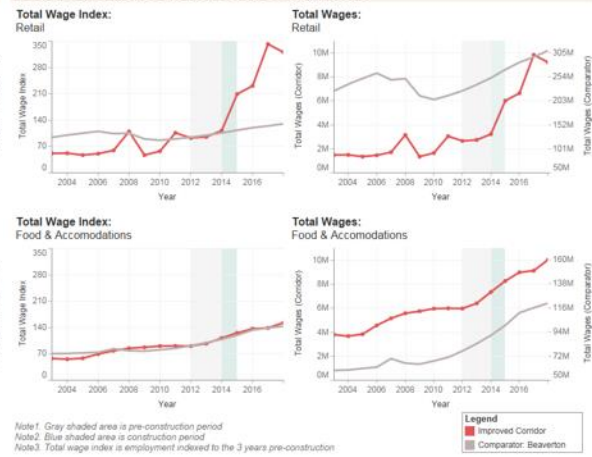 Total Wage Index:
Retail
350
280
210
140
70
0
Total Wage Index
2004 2006 2008 2010 2012 2014 2016
Year
Total Wages:
Retail
10M
8M
6M
4M
2M
0M
Total Wages (Corridor)
305M
254M
203M
152M
101M
50M
Total Wages (Comparator)
2004 2006 2008 2010 2012 2014 2016
Year
Total Wage Index:
Food & Accomodations
350
280
210
140
70
0
Total Wage Index
2004 2006 2008 2010 2012 2014 2016
Year
Total Wages:
Food & Accomodations
10M
8M
6M
4M
2M
0M
Total Wages (Corridor)
160M
138M
116M
94M
72M
50M
Total Wages (Comparator)
2004 2006 2008 2010 2012 2014 2016
Year
Note1. Gray shaded area is pre-construction period
Note2. Blue shaded area is construction period
Note3. Total wage index is employment indexed to the 3 years pre-construction
Legend
Improved Corridor
Comparator: Beaverton